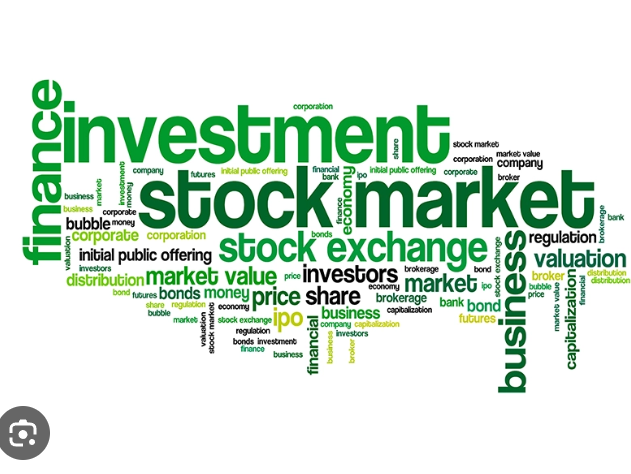 corporation
finance
investment
share
stock market
corporation
market value
company
broker
company
futures
initial public offering
financial
bank
ipo
initial public offering
corporate
investment
money
market
business
business
stock market
finance
economy
brokerage
bank
corporate
bubble
money
corporate
corporation
bonds
stock exchange
stock exchange
business
regulation
valuation
initial public offering
valuation
investors
distribution
market value
price
investors
brokerage
bond
economy
market
ipo
broker
distribution
distribution
bubble
price
market value
capitalization
financial
bond
futures
bonds
money
price
share
brokerage
bank
bond
share
regulation
economy
bubble
ipo
financial
business
capitalization
futures
market
valuation
stock market
stock exchange
company
capitalization
regulation
investors
bonds
investment
business
broker
finance
business